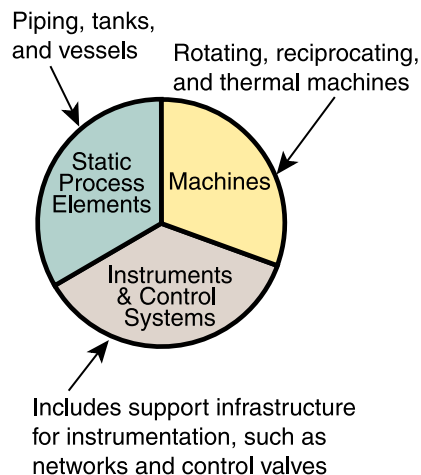 Piping, tanks,
and vessels
Rotating, reciprocating,
and thermal machines
Static
Process
Elements
Machines
Instruments
& Control
Systems
Includes support infrastructure
for instrumentation, such as
networks and control valves